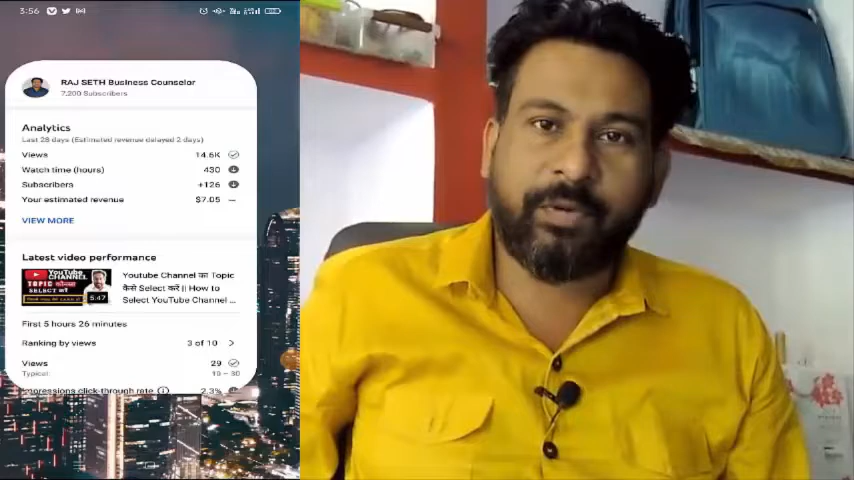 3:56
RAJ SETH Business Counselor
7,200 Subscribers
Analytics
Last 28 days (Estimated revenue delayed 2 days)
Views 14.6K
Watch time (hours) 430
Subscribers +126
Your estimated revenue $7.05 —
VIEW MORE
Latest video performance
YouTube
CHANNEL
TOPIC
SELECT करें
5:47
Youtube Channel का Topic
कैसे Select करें || How to
Select YouTube Channel ...
First 5 hours 26 minutes
Ranking by views 3 of 10
Views 29
Typical: 10 – 30
Impressions click-through rate 2.3%